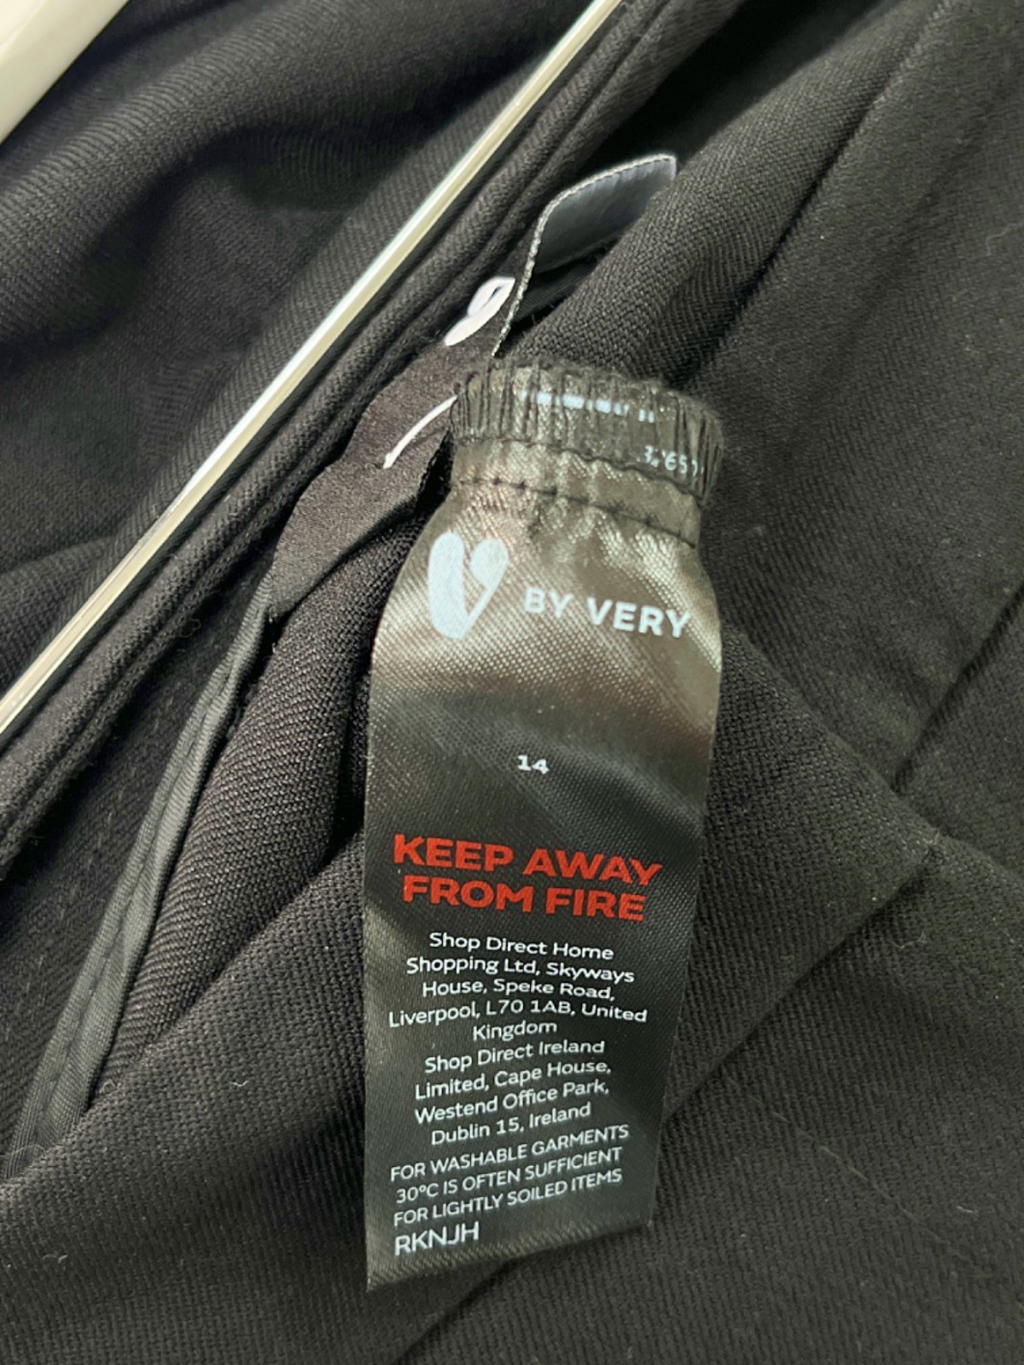 V BY VERY
14
KEEP AWAY
FROM FIRE
Shop Direct Home
Shopping Ltd, Skyways
House, Speke Road,
Liverpool, L70 1AB, United
Kingdom
Shop Direct Ireland
Limited, Cape House,
Westend Office Park,
Dublin 15, Ireland
FOR WASHABLE GARMENTS
30°C IS OFTEN SUFFICIENT
FOR LIGHTLY SOILED ITEMS
RKNJH